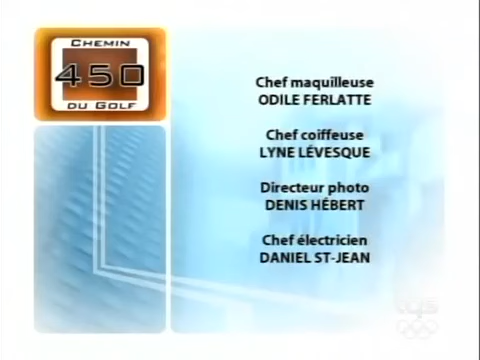 CHEMIN
450
DU GOLF
Chef maquilleuse
ODILE FERLATTE
Chef coiffeuse
LYNE LÉVESQUE
Directeur photo
DENIS HÉBERT
Chef électricien
DANIEL ST-JEAN